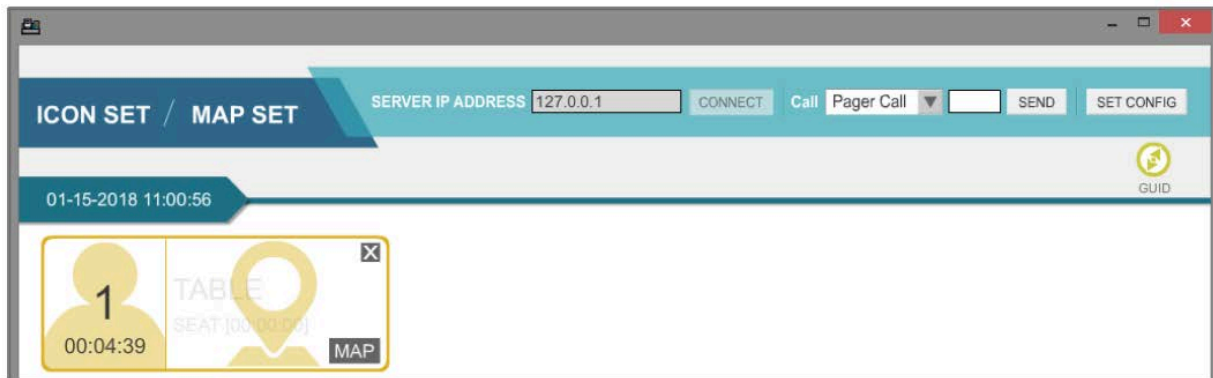 ICON SET / MAP SET
SERVER IP ADDRESS 127.0.0.1 CONNECT Call Pager Call SEND SET CONFIG
GUID
01-15-2018 11:00:56
1
00:04:39
TABLE
SEAT [00:00:00]
X
MAP